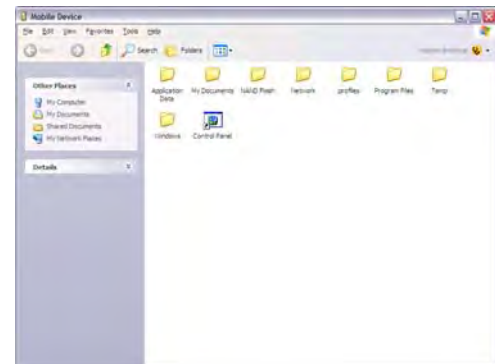 Mobile Device
File Edit View Favorites Tools Help
Search Folders
Other Places
My Computer
My Documents
Shared Documents
My Network Places
Details
Application Data
My Documents
NAND Flash
Network
profiles
Program Files
Temp
Windows
Control Panel